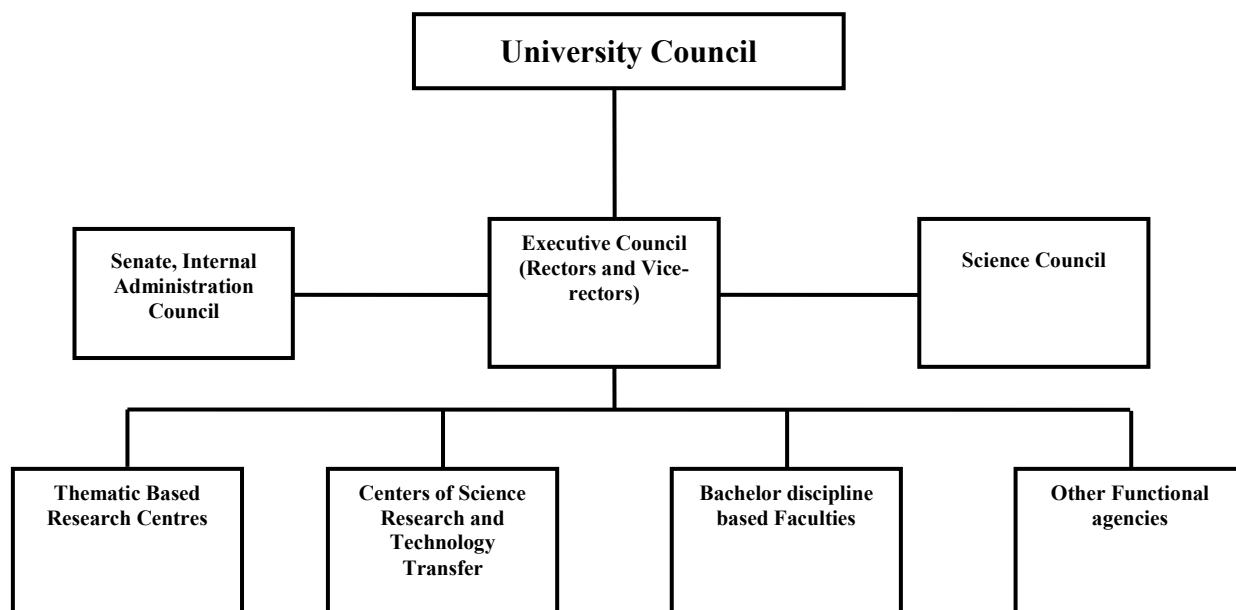 University Council
Senate, Internal
Administration
Council
Executive Council
(Rectors and Vice-
rectors)
Science Council
Thematic Based
Research Centres
Centers of Science
Research and
Technology
Transfer
Bachelor discipline
based Faculties
Other Functional
agencies